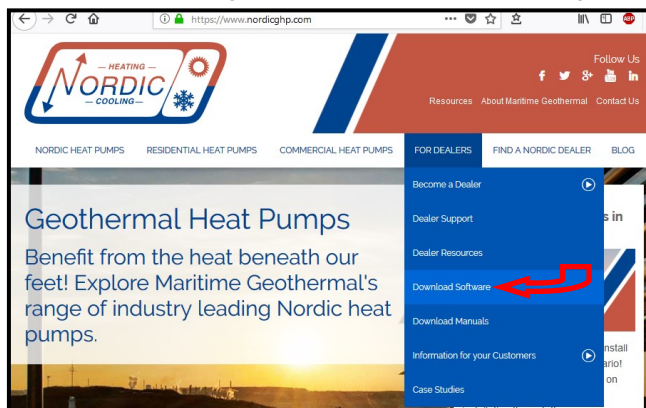 https://www.nordicghp.com
ABP
HEATING
NORDIC
COOLING
Follow Us
Resources About Maritime Geothermal Contact Us
NORDIC HEAT PUMPS RESIDENTIAL HEAT PUMPS COMMERCIAL HEAT PUMPS FOR DEALERS FIND A NORDIC DEALER BLOG
Become a Dealer
Dealer Support
Dealer Resources
Download Software
Download Manuals
Information for your Customers
Case Studies
Geothermal Heat Pumps
Benefit from the heat beneath our
feet! Explore Maritime Geothermal's
range of industry leading Nordic heat
pumps.
s in
nstall
ario!
on